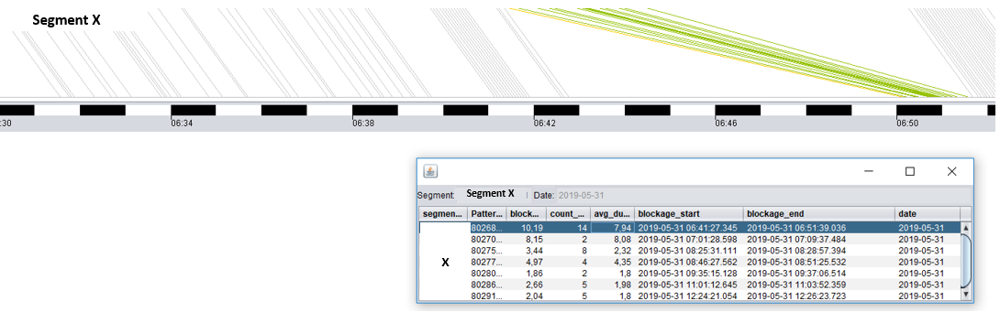 Segment X
:30 06:34 06:38 06:42 06:46 06:50
Segment: Segment X Date: 2019-05-31
segmen... Patter... block... count_... avg_du... blockage_start blockage_end date
80268... 10,19 14 7,94 2019-05-31 06:41:27.345 2019-05-31 06:51:39.036 2019-05-31
80270... 8,15 2 8,08 2019-05-31 07:01:28.598 2019-05-31 07:09:37.484 2019-05-31
80275... 3,44 8 2,32 2019-05-31 08:25:31.111 2019-05-31 08:28:57.394 2019-05-31
X 80277... 4,97 4 4,35 2019-05-31 08:46:27.562 2019-05-31 08:51:25.532 2019-05-31
80280... 1,86 2 1,8 2019-05-31 09:35:15.128 2019-05-31 09:37:06.514 2019-05-31
80286... 2,66 5 1,98 2019-05-31 11:01:12.645 2019-05-31 11:03:52.359 2019-05-31
80291... 2,04 5 1,8 2019-05-31 12:24:21.054 2019-05-31 12:26:23.723 2019-05-31